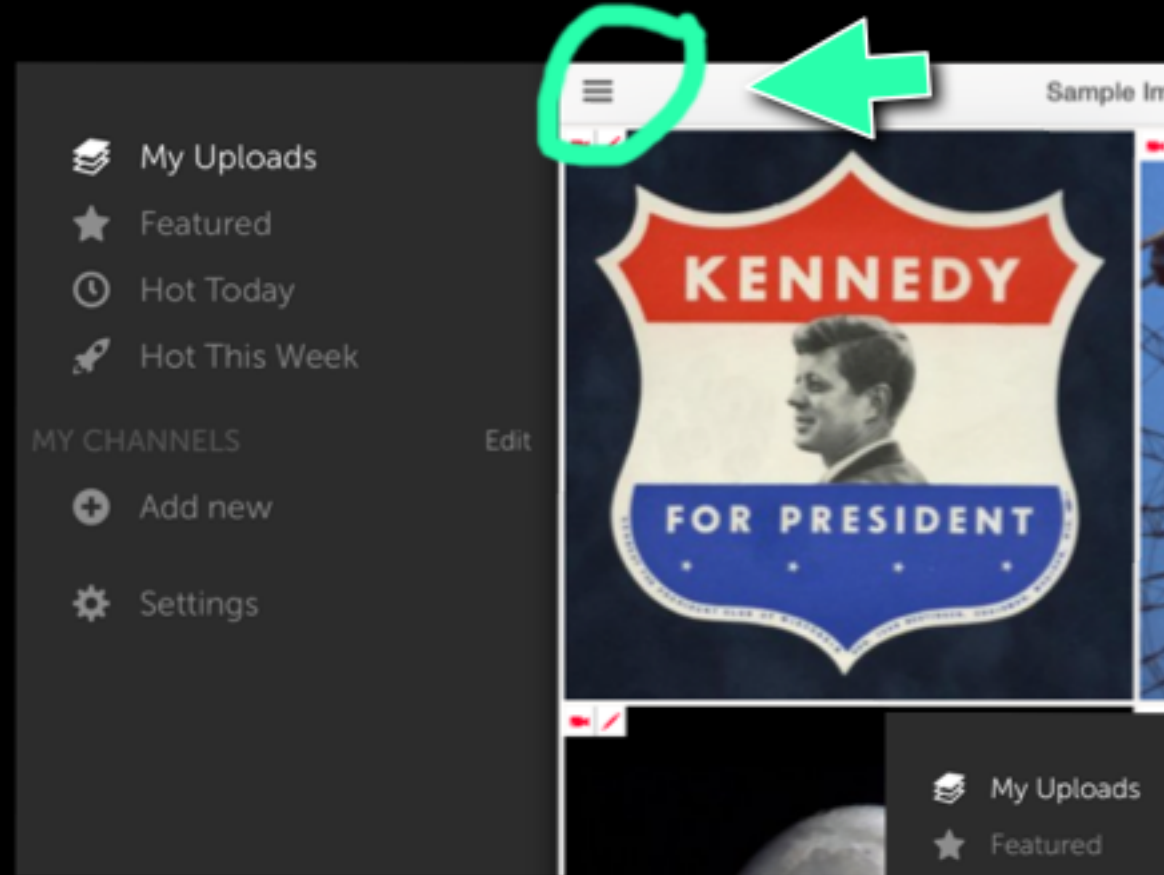 Sample Im
My Uploads
Featured
Hot Today
Hot This Week
MY CHANNELS
Edit
Add new
Settings
KENNEDY
FOR PRESIDENT
My Uploads
Featured